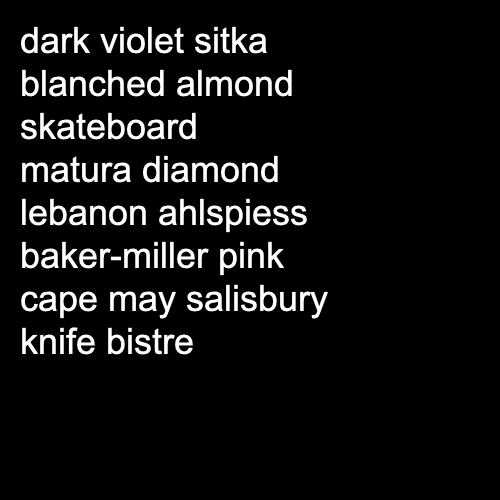 dark violet sitka
blanched almond
skateboard
matura diamond
lebanon ahlspiess
baker-miller pink
cape may salisbury
knife bistre